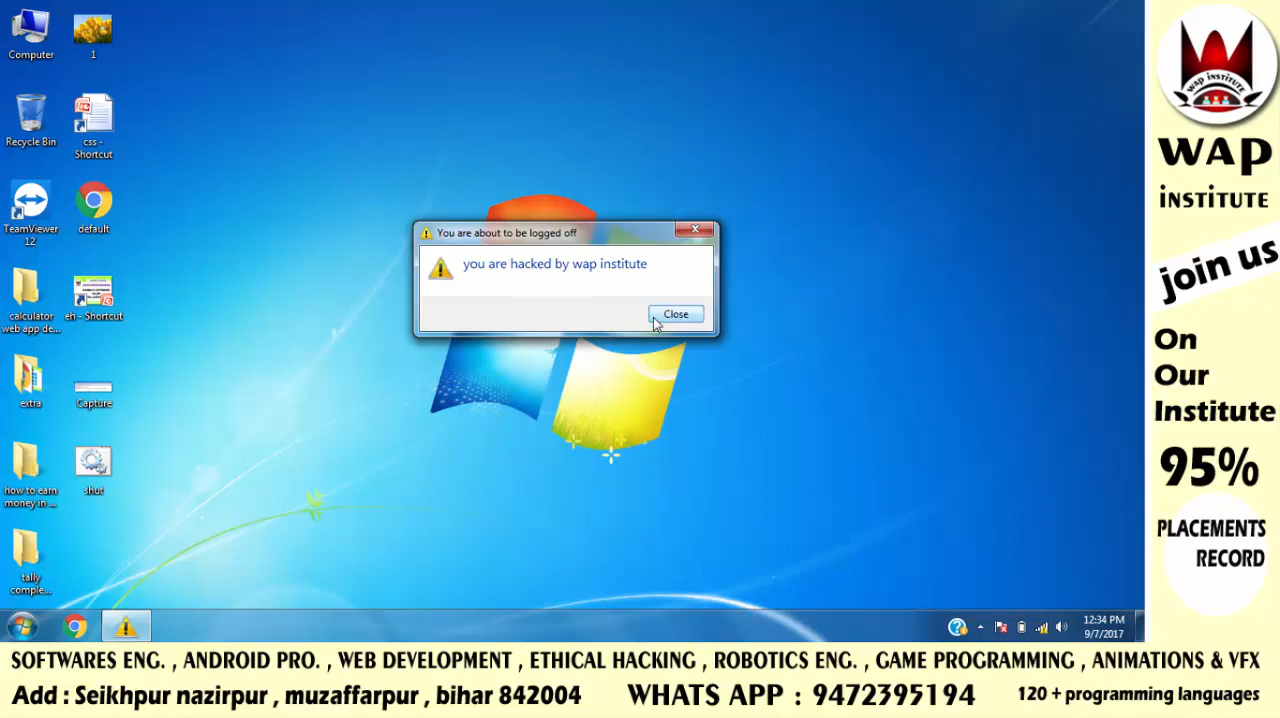 Computer
1
Recycle Bin
css -
Shortcut
TeamViewer
12
default
calculator
web app de...
eh - Shortcut
extra
Capture
how to earn
money in ...
shut
tally
comple...
You are about to be logged off
you are hacked by wap institute
Close
12:34 PM
9/7/2017
WAP INSTITUTE
WAP
INSTITUTE
join us
On
Our
Institute
95%
PLACEMENTS
RECORD
SOFTWARES ENG. , ANDROID PRO. , WEB DEVELOPMENT , ETHICAL HACKING , ROBOTICS ENG. , GAME PROGRAMMING , ANIMATIONS & VFX
Add : Seikhpur nazirpur , muzaffarpur , bihar 842004 WHATS APP : 9472395194 120 + programming languages